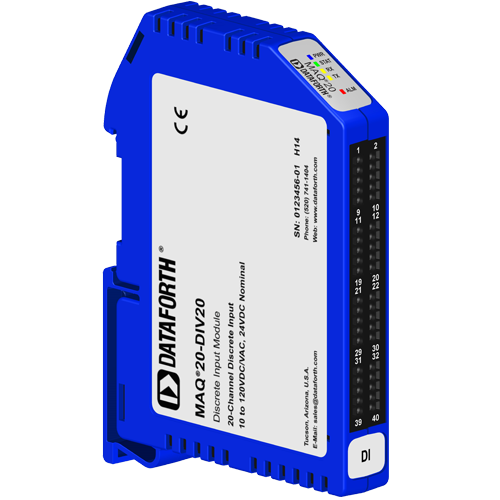 PWR
STAT
RX
TX
ALM
MAQ®20
DATAFORTH
CE
SN: 0123456-01 H14
Phone: (520) 741-1404
Web: www.dataforth.com
DATAFORTH®
MAQ®20-DIV20
Discrete Input Module
20-Channel Discrete Input
10 to 120VDC/VAC, 24VDC Nominal
Tucson, Arizona, U.S.A.
E-Mail: sales@dataforth.com
1 2
9 10
11 12
19 20
21 22
29 30
31 32
39 40
DI